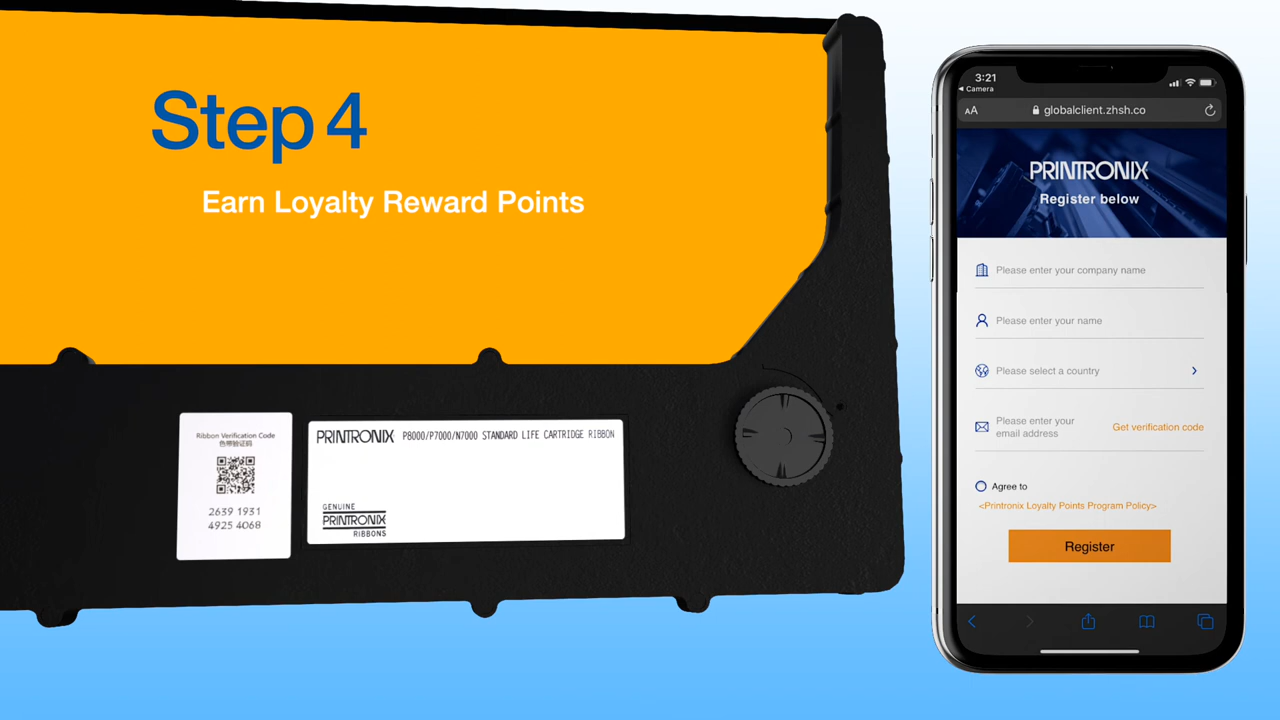 Step 4
Earn Loyalty Reward Points
Ribbon Verification Code
色带验证码
2639 1931
4925 4068
PRINTRONIX P8000/P7000/N7000 STANDARD LIFE CARTRIDGE RIBBON
GENUINE
PRINTRONIX
RIBBONS
3:21
Camera
AA globalclient.zhsh.co
PRINTRONIX
Register below
Please enter your company name
Please enter your name
Please select a country
Please enter your
email address
Get verification code
Agree to
<Printronix Loyalty Points Program Policy>
Register